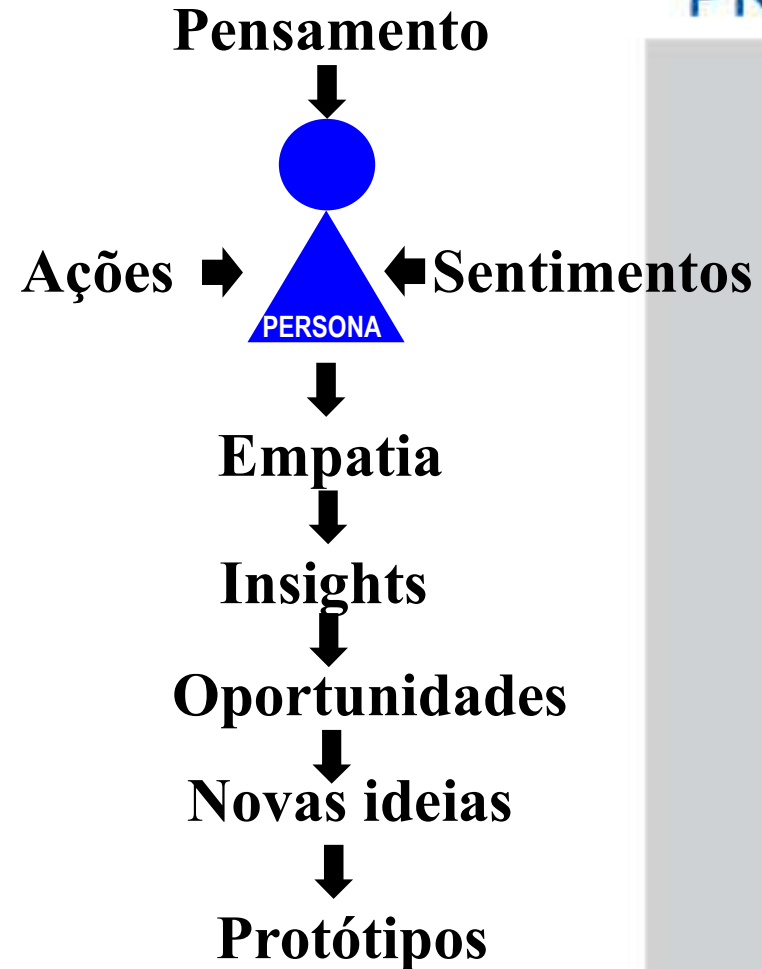 Pensamento
Ações
Sentimentos
PERSONA
Empatia
Insights
Oportunidades
Novas ideias
Protótipos